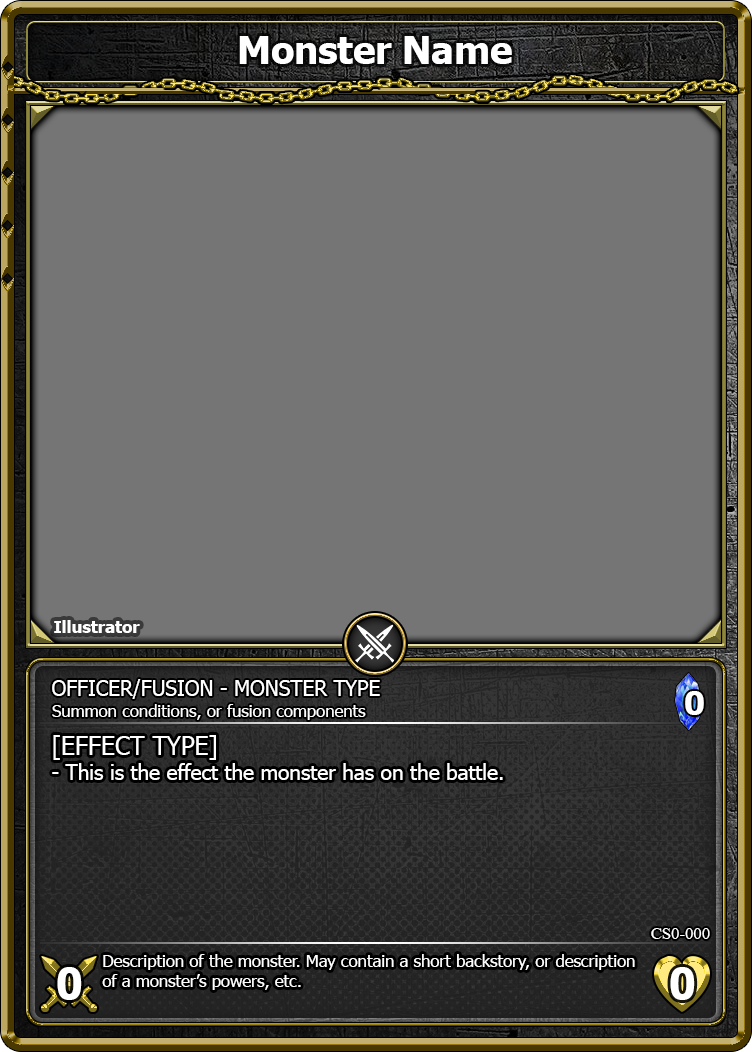 Monster Name
Illustrator
OFFICER/FUSION - MONSTER TYPE
Summon conditions, or fusion components
0
[EFFECT TYPE]
- This is the effect the monster has on the battle.
CS0-000
0
Description of the monster. May contain a short backstory, or description
of a monster’s powers, etc.
0